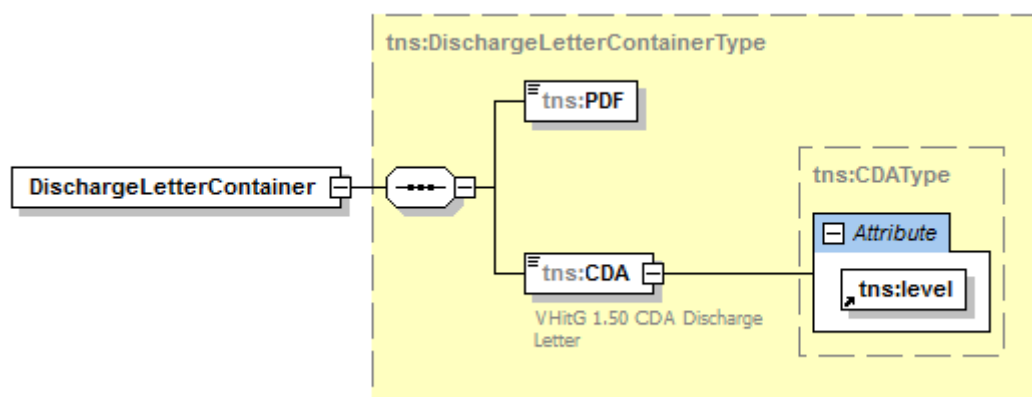 tns:DischargeLetterContainerType
tns:PDF
DischargeLetterContainer
tns:CDAType
Attribute
tns:CDA
tns:level
VHitG 1.50 CDA Discharge
Letter